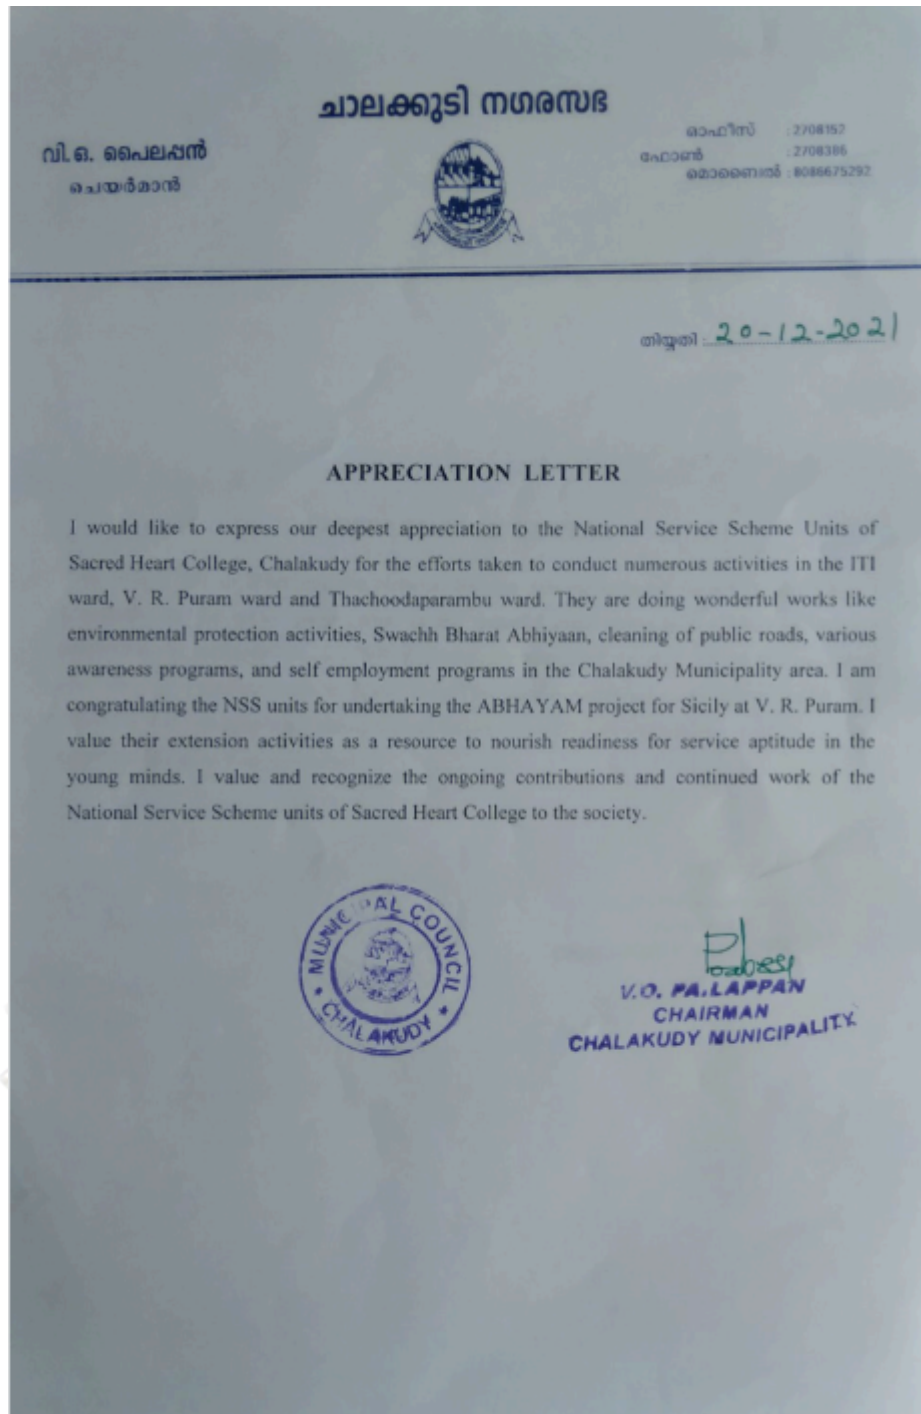 ചാലക്കുടി നഗരസഭ
വി.ഒ. പൈലപ്പൻ
ചെയർമാൻ
ഓഫീസ് : 2708152
ഫോൺ : 2708386
മൊബൈൽ : 8086675292
തിയ്യതി : 20-12-2021
APPRECIATION LETTER
I would like to express our deepest appreciation to the National Service Scheme Units of
Sacred Heart College, Chalakudy for the efforts taken to conduct numerous activities in the ITI
ward, V. R. Puram ward and Thachoodaparambu ward. They are doing wonderful works like
environmental protection activities, Swachh Bharat Abhiyaan, cleaning of public roads, various
awareness programs, and self employment programs in the Chalakudy Municipality area. I am
congratulating the NSS units for undertaking the ABHAYAM project for Sicily at V. R. Puram. I
value their extension activities as a resource to nourish readiness for service aptitude in the
young minds. I value and recognize the ongoing contributions and continued work of the
National Service Scheme units of Sacred Heart College to the society.
MUNICIPAL COUNCIL
CHALAKUDY
V.O. PAILAPPAN
CHAIRMAN
CHALAKUDY MUNICIPALITY